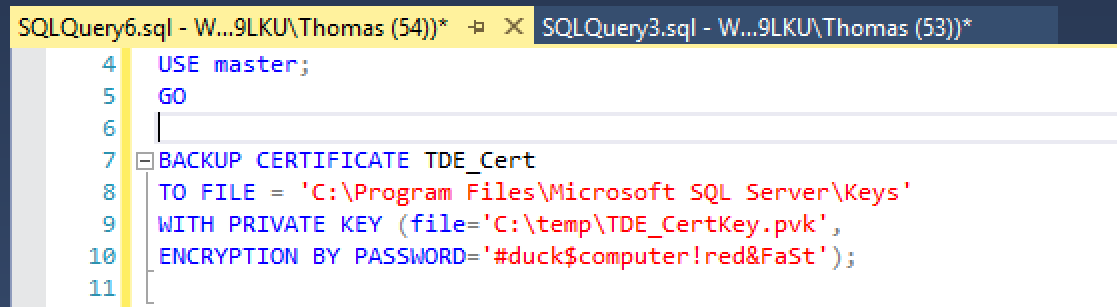 SQLQuery6.sql - W...9LKU\Thomas (54))* SQLQuery3.sql - W...9LKU\Thomas (53))*
4 USE master;
5 GO
6
7 BACKUP CERTIFICATE TDE_Cert
8 TO FILE = 'C:\Program Files\Microsoft SQL Server\Keys'
9 WITH PRIVATE KEY (file='C:\temp\TDE_CertKey.pvk',
10 ENCRYPTION BY PASSWORD='#duck$computer!red&FaSt');
11